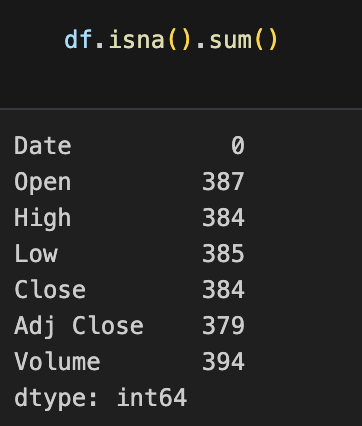 df.isna().sum()
Date 0
Open 387
High 384
Low 385
Close 384
Adj Close 379
Volume 394
dtype: int64